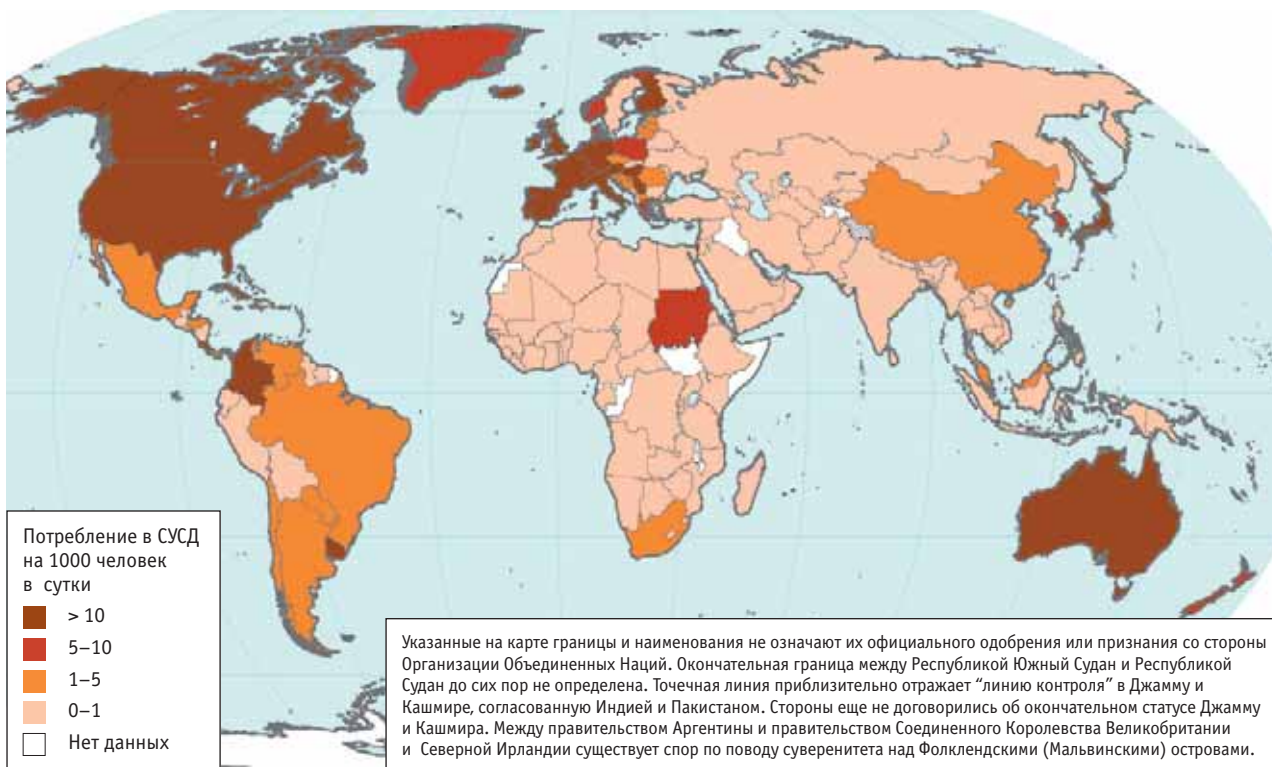 Потребление в СУСД
на 1000 человек
в сутки
> 10
5–10
1–5
0–1
Нет данных
Указанные на карте границы и наименования не означают их официального одобрения или признания со стороны
Организации Объединенных Наций. Окончательная граница между Республикой Южный Судан и Республикой
Судан до сих пор не определена. Точечная линия приблизительно отражает “линию контроля” в Джамму и
Кашмире, согласованную Индией и Пакистаном. Стороны еще не договорились об окончательном статусе Джамму
и Кашмира. Между правительством Аргентины и правительством Соединенного Королевства Великобритании
и Северной Ирландии существует спор по поводу суверенитета над Фолклендскими (Мальвинскими) островами.